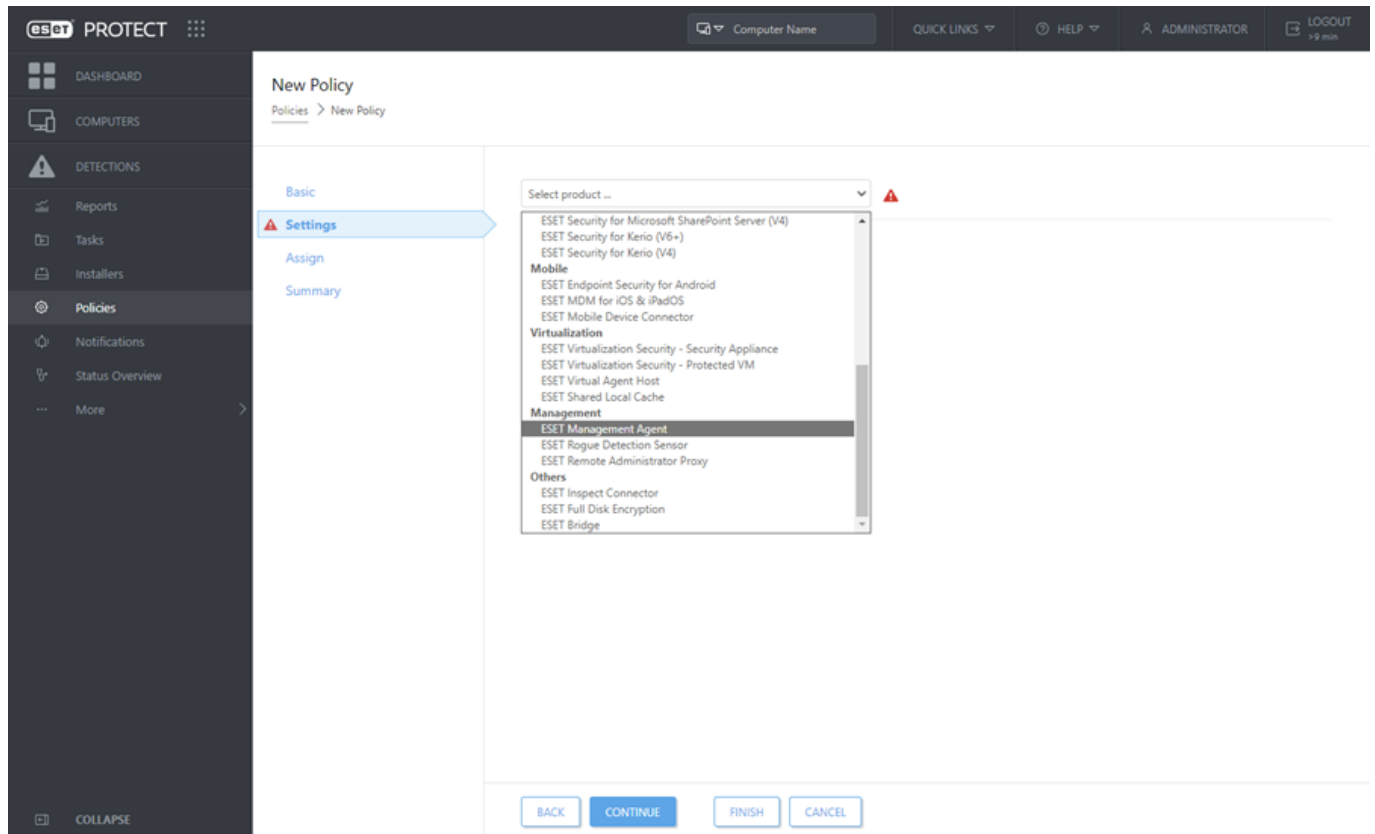 eset PROTECT
Computer Name
QUICK LINKS
HELP
ADMINISTRATOR
LOGOUT
>9 min
DASHBOARD
COMPUTERS
DETECTIONS
Reports
Tasks
Installers
Policies
Notifications
Status Overview
More
COLLAPSE
New Policy
Policies > New Policy
Basic
Settings
Assign
Summary
Select product ...
ESET Security for Microsoft SharePoint Server (V4)
ESET Security for Kerio (V6+)
ESET Security for Kerio (V4)
Mobile
ESET Endpoint Security for Android
ESET MDM for iOS & iPadOS
ESET Mobile Device Connector
Virtualization
ESET Virtualization Security - Security Appliance
ESET Virtualization Security - Protected VM
ESET Virtual Agent Host
ESET Shared Local Cache
Management
ESET Management Agent
ESET Rogue Detection Sensor
ESET Remote Administrator Proxy
Others
ESET Inspect Connector
ESET Full Disk Encryption
ESET Bridge
BACK
CONTINUE
FINISH
CANCEL